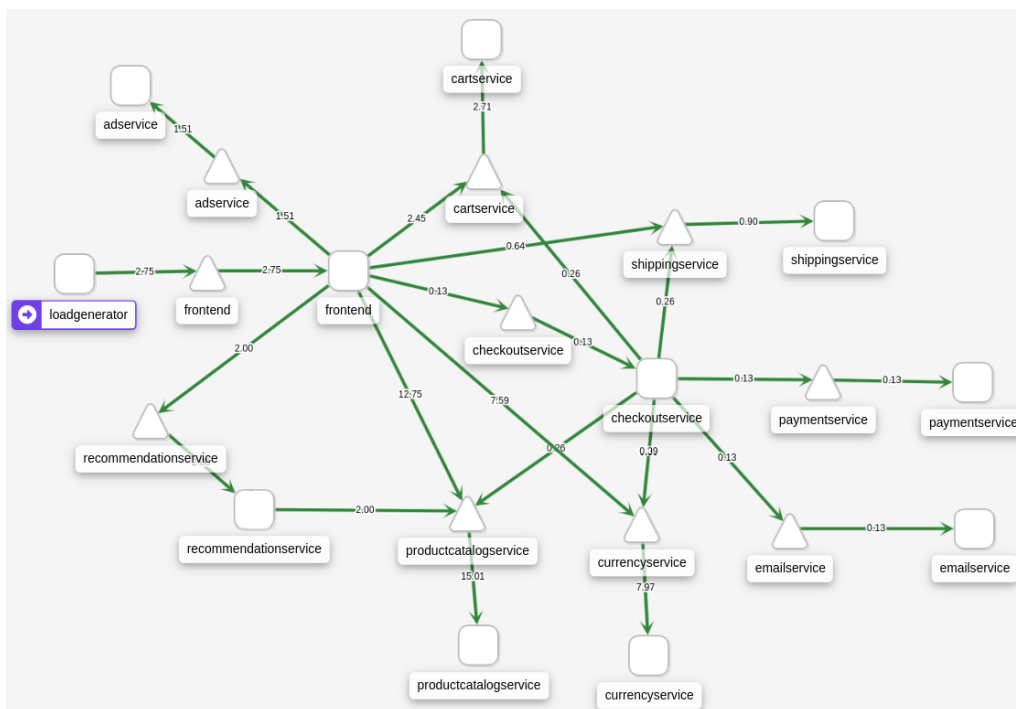 cartservice
2.71
adservice
1.51
adservice
1.51
2.45
cartservice
0.64
0.90
shippingservice
shippingservice
0.26
0.26
2.75
2.75
loadgenerator
frontend
frontend
0.13
checkoutservice
0.13
2.00
12.75
7.59
0.13
0.13
checkoutservice
paymentservice
paymentservice
recommendationservice
0.26
0.39
0.13
2.00
recommendationservice
productcatalogservice
currencyservice
0.13
emailservice
emailservice
15.01
7.97
productcatalogservice
currencyservice